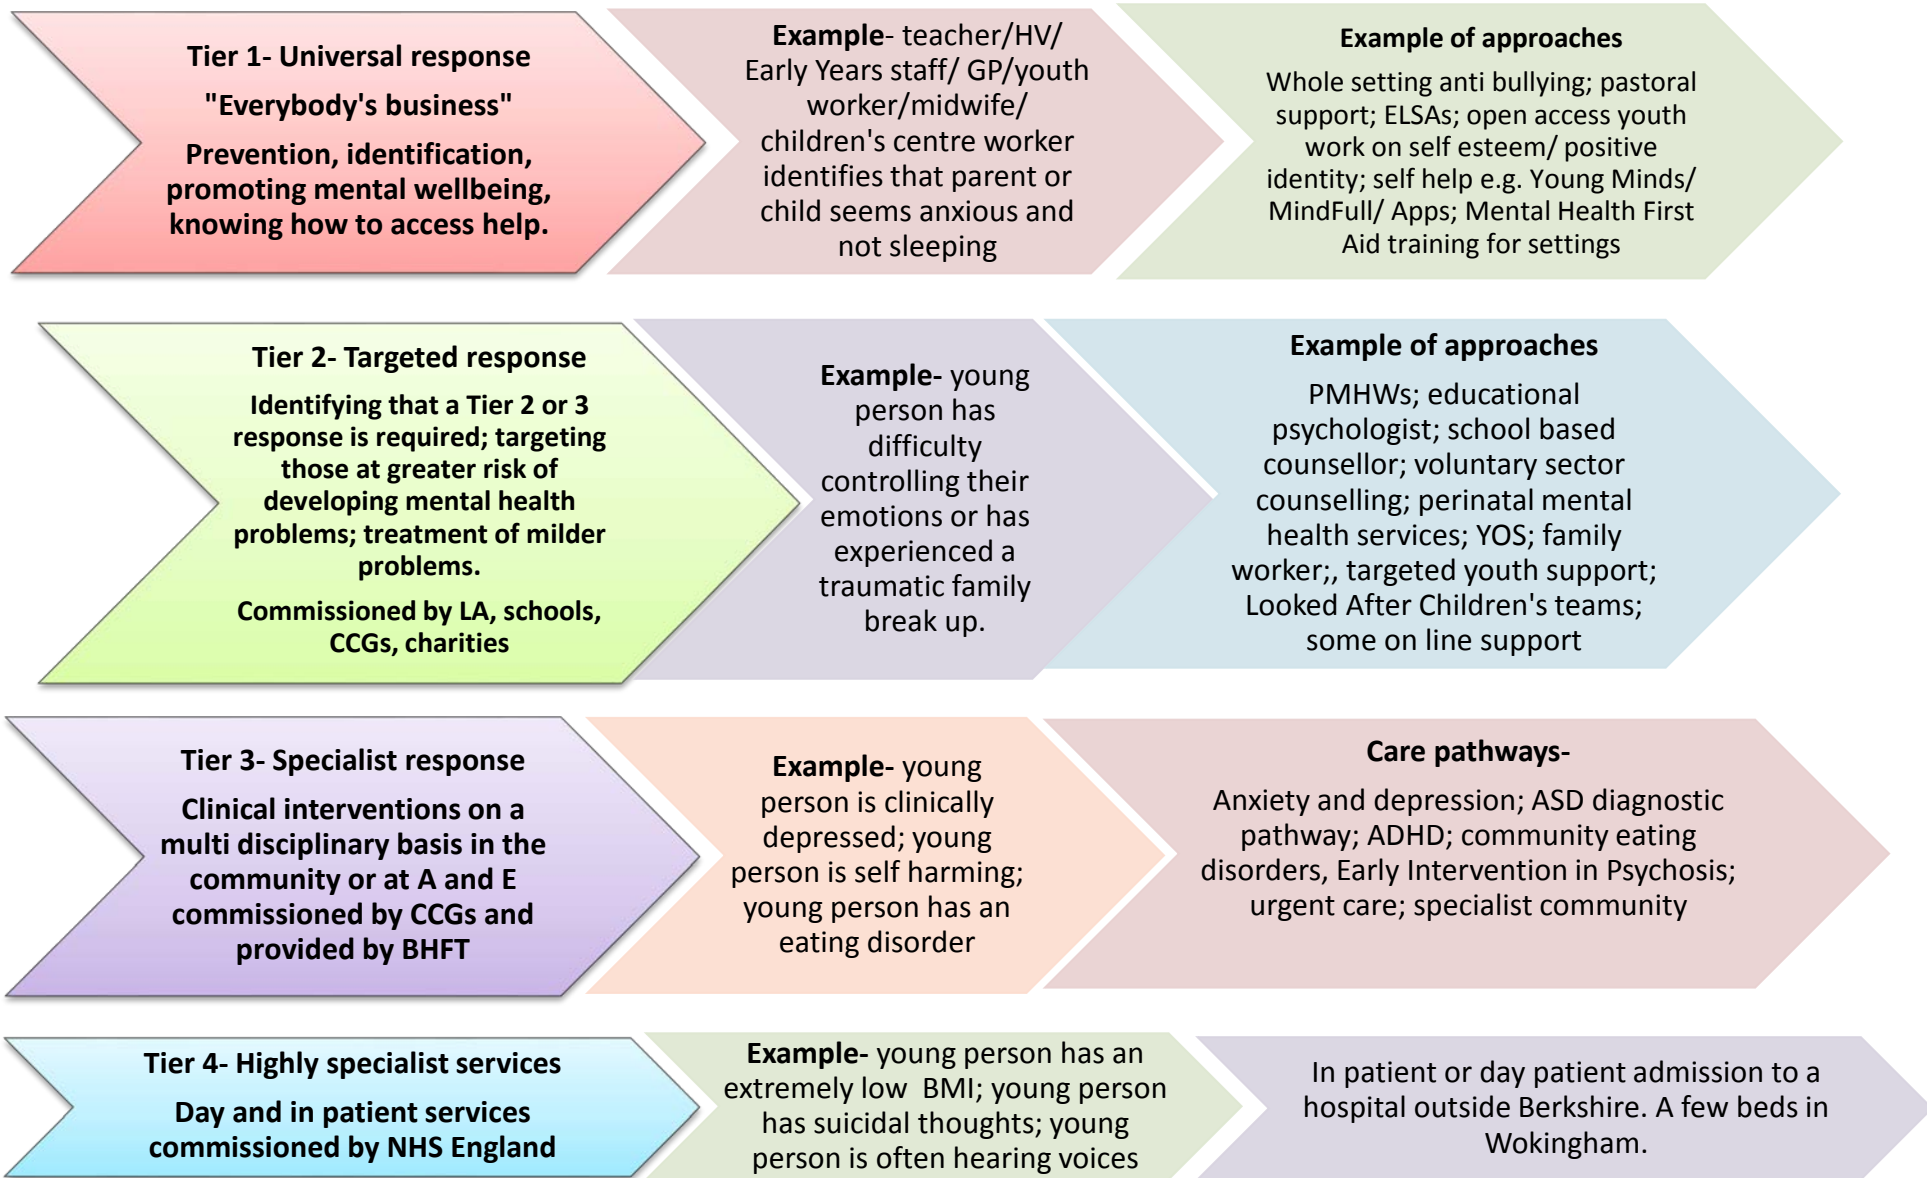 Tier 1- Universal response
"Everybody's business"
Prevention, identification,
promoting mental wellbeing,
knowing how to access help.
Example- teacher/HV/
Early Years staff/ GP/youth
worker/midwife/
children's centre worker
identifies that parent or
child seems anxious and
not sleeping
Example of approaches
Whole setting anti bullying; pastoral
support; ELSAs; open access youth
work on self esteem/ positive
identity; self help e.g. Young Minds/
MindFull/ Apps; Mental Health First
Aid training for settings
Tier 2- Targeted response
Identifying that a Tier 2 or 3
response is required; targeting
those at greater risk of
developing mental health
problems; treatment of milder
problems.
Commissioned by LA, schools,
CCGs, charities
Example- young
person has
difficulty
controlling their
emotions or has
experienced a
traumatic family
break up.
Example of approaches
PMHWs; educational
psychologist; school based
counsellor; voluntary sector
counselling; perinatal mental
health services; YOS; family
worker;, targeted youth support;
Looked After Children's teams;
some on line support
Tier 3- Specialist response
Clinical interventions on a
multi disciplinary basis in the
community or at A and E
commissioned by CCGs and
provided by BHFT
Example- young
person is clinically
depressed; young
person is self harming;
young person has an
eating disorder
Care pathways-
Anxiety and depression; ASD diagnostic
pathway; ADHD; community eating
disorders, Early Intervention in Psychosis;
urgent care; specialist community
Tier 4- Highly specialist services
Day and in patient services
commissioned by NHS England
Example- young person has an
extremely low  BMI; young person
has suicidal thoughts; young
person is often hearing voices
In patient or day patient admission to a
hospital outside Berkshire. A few beds in
Wokingham.